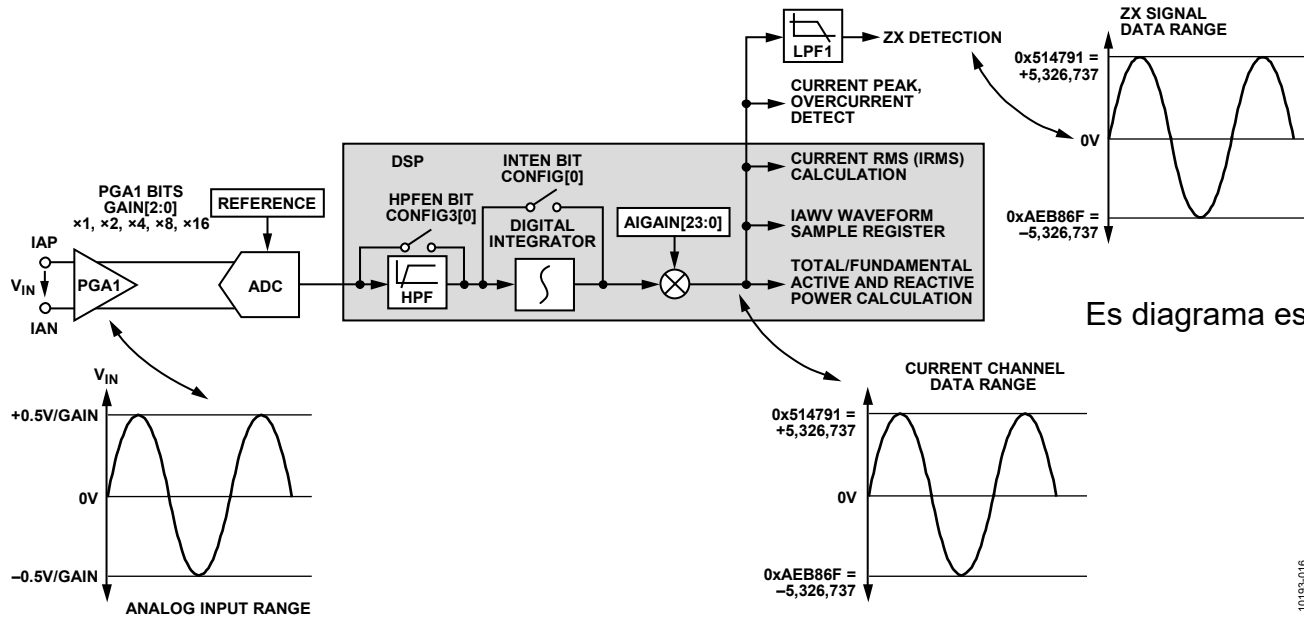 ZX SIGNAL
DATA RANGE
0x514791 =
+5,326,737
0V
0xAEB86F =
–5,326,737
LPF1
ZX DETECTION
CURRENT PEAK,
OVERCURRENT
DETECT
CURRENT RMS (IRMS)
CALCULATION
IAWV WAVEFORM
SAMPLE REGISTER
TOTAL/FUNDAMENTAL
ACTIVE AND REACTIVE
POWER CALCULATION
DSP
INTEN BIT
CONFIG[0]
HPFEN BIT
CONFIG3[0]
DIGITAL
INTEGRATOR
HPF
AIGAIN[23:0]
PGA1 BITS
GAIN[2:0]
×1, ×2, ×4, ×8, ×16
REFERENCE
IAP
VIN
IAN
PGA1
ADC
Es diagrama es
VIN
+0.5V/GAIN
0V
–0.5V/GAIN
ANALOG INPUT RANGE
CURRENT CHANNEL
DATA RANGE
0x514791 =
+5,326,737
0V
0xAEB86F =
–5,326,737
10193-016